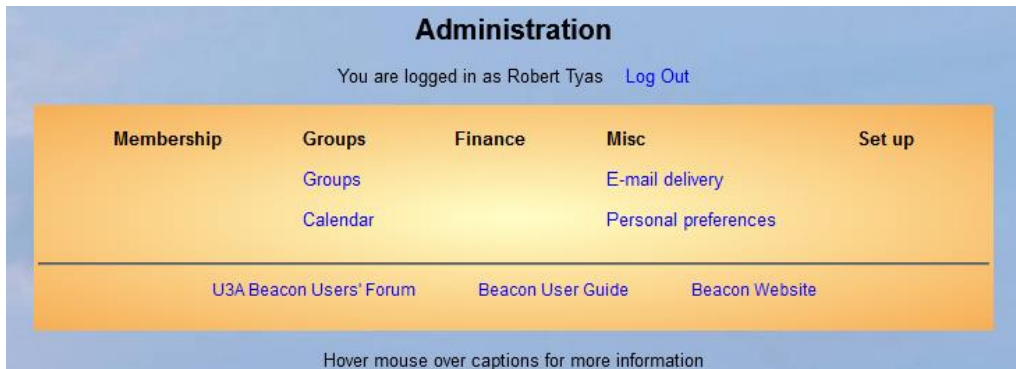 Administration
You are logged in as Robert Tyas Log Out
Membership Groups Finance Misc Set up
Groups E-mail delivery
Calendar Personal preferences
U3A Beacon Users' Forum Beacon User Guide Beacon Website
Hover mouse over captions for more information